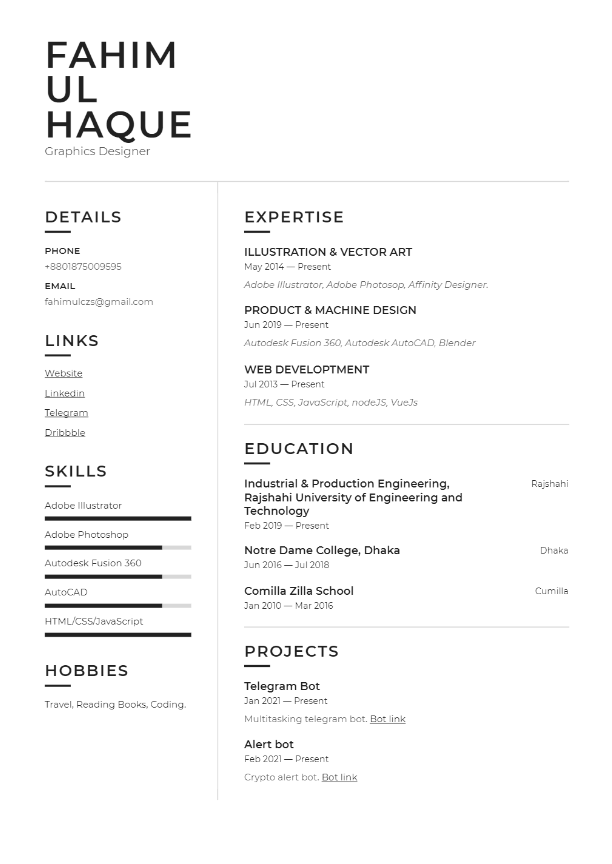 FAHIM
UL
HAQUE
Graphics Designer
DETAILS
PHONE
+8801875009595
EMAIL
fahimulczs@gmail.com
LINKS
Website
Linkedin
Telegram
Dribbble
SKILLS
Adobe Illustrator
Adobe Photoshop
Autodesk Fusion 360
AutoCAD
HTML/CSS/JavaScript
HOBBIES
Travel, Reading Books, Coding.
EXPERTISE
ILLUSTRATION & VECTOR ART
May 2014 — Present
Adobe Illustrator, Adobe Photosop, Affinity Designer.
PRODUCT & MACHINE DESIGN
Jun 2019 — Present
Autodesk Fusion 360, Autodesk AutoCAD, Blender
WEB DEVELOPTMENT
Jul 2013 — Present
HTML, CSS, JavaScript, nodeJS, VueJs
EDUCATION
Industrial & Production Engineering, Rajshahi
Rajshahi University of Engineering and
Technology
Feb 2019 — Present
Notre Dame College, Dhaka Dhaka
Jun 2016 — Jul 2018
Comilla Zilla School Cumilla
Jan 2010 — Mar 2016
PROJECTS
Telegram Bot
Jan 2021 — Present
Multitasking telegram bot. Bot link
Alert bot
Feb 2021 — Present
Crypto alert bot. Bot link